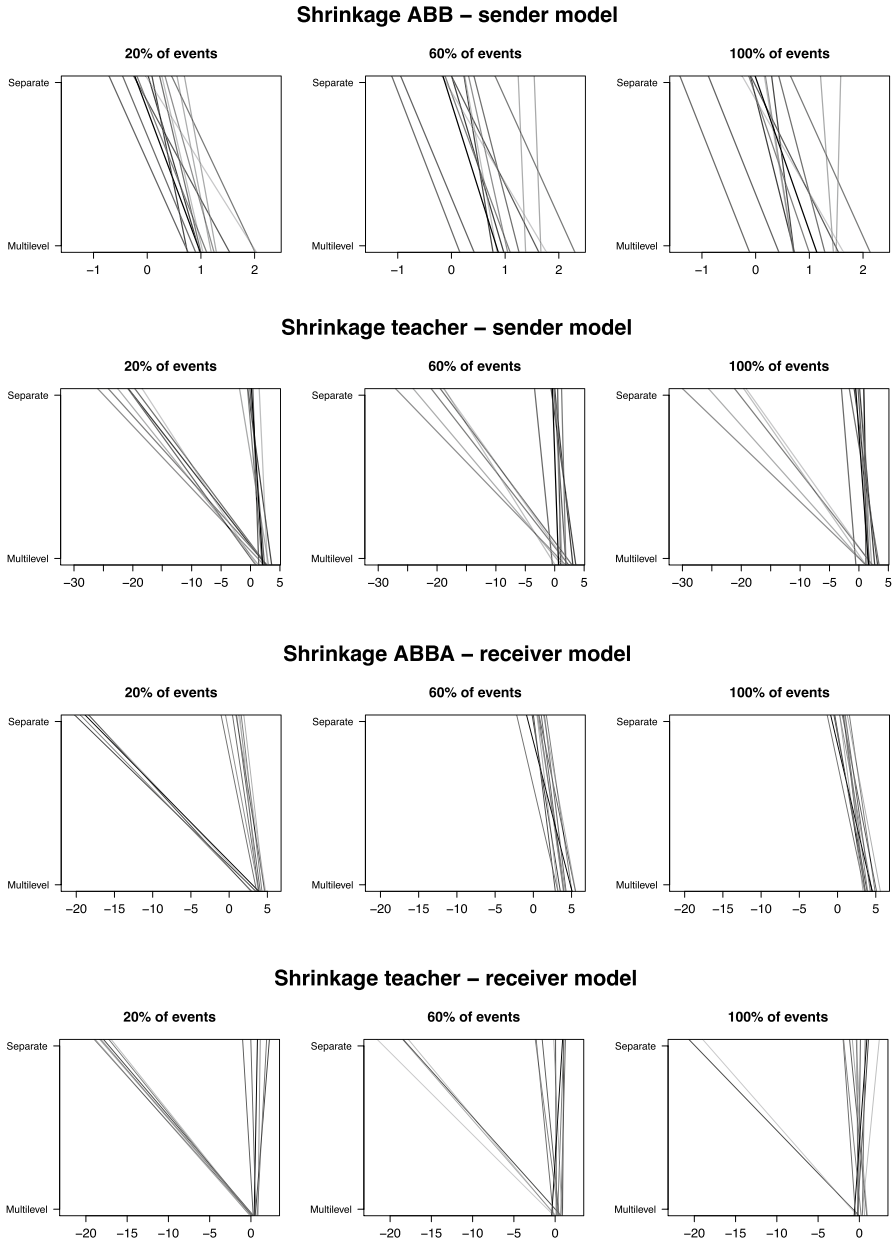 Shrinkage ABB – sender model
20% of events 60% of events 100% of events
Separate Separate Separate
Multilevel Multilevel Multilevel
−1 0 1 2 −1 0 1 2 −1 0 1 2
Shrinkage teacher – sender model
20% of events 60% of events 100% of events
Separate Separate Separate
Multilevel Multilevel Multilevel
−30 −20 −10 −5 0 5 −30 −20 −10 −5 0 5 −30 −20 −10 −5 0 5
Shrinkage ABBA – receiver model
20% of events 60% of events 100% of events
Separate Separate Separate
Multilevel Multilevel Multilevel
−20 −15 −10 −5 0 5 −20 −15 −10 −5 0 5 −20 −15 −10 −5 0 5
Shrinkage teacher – receiver model
20% of events 60% of events 100% of events
Separate Separate Separate
Multilevel Multilevel Multilevel
−20 −15 −10 −5 0 −20 −15 −10 −5 0 −20 −15 −10 −5 0